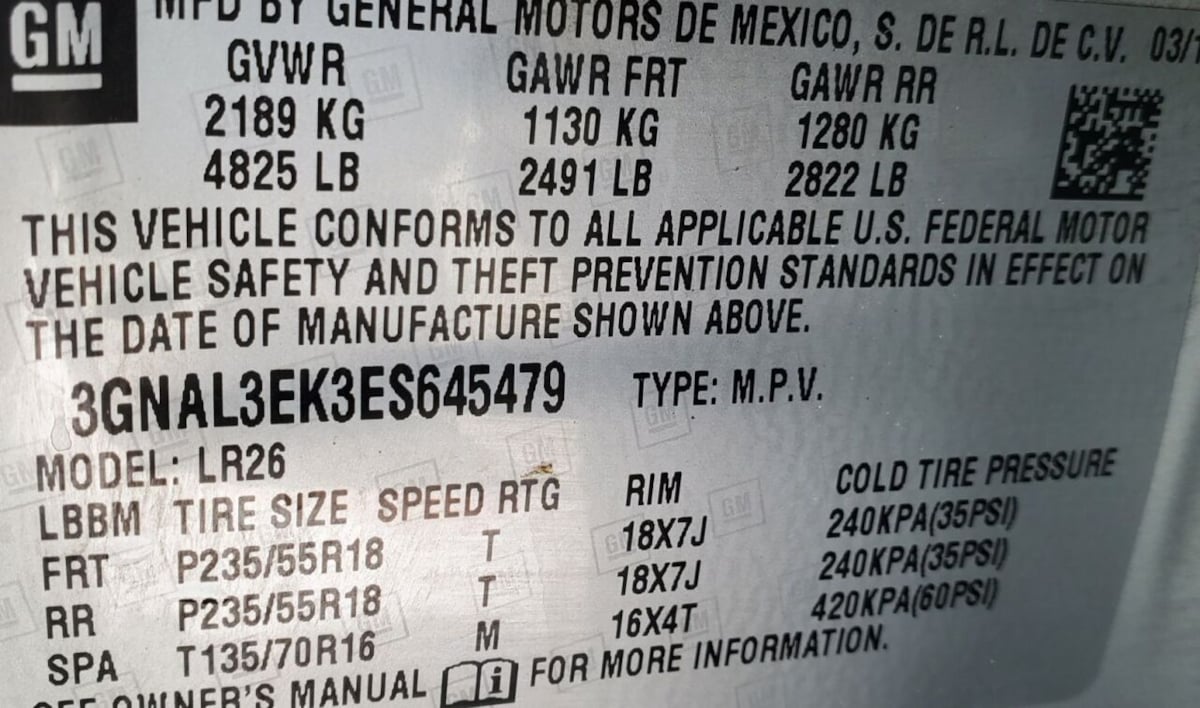 GM
MFD BY GENERAL MOTORS DE MEXICO, S. DE R.L. DE C.V. 03/1
GVWR GAWR FRT GAWR RR
2189 KG 1130 KG 1280 KG
4825 LB 2491 LB 2822 LB
THIS VEHICLE CONFORMS TO ALL APPLICABLE U.S. FEDERAL MOTOR
VEHICLE SAFETY AND THEFT PREVENTION STANDARDS IN EFFECT ON
THE DATE OF MANUFACTURE SHOWN ABOVE.
3GNAL3EK3ES645479 TYPE: M.P.V.
MODEL: LR26
LBBM TIRE SIZE SPEED RTG RIM COLD TIRE PRESSURE
FRT P235/55R18 T 18X7J 240KPA(35PSI)
RR P235/55R18 T 18X7J 240KPA(35PSI)
SPA T135/70R16 M 16X4T 420KPA(60PSI)
SEE OWNER'S MANUAL i FOR MORE INFORMATION.